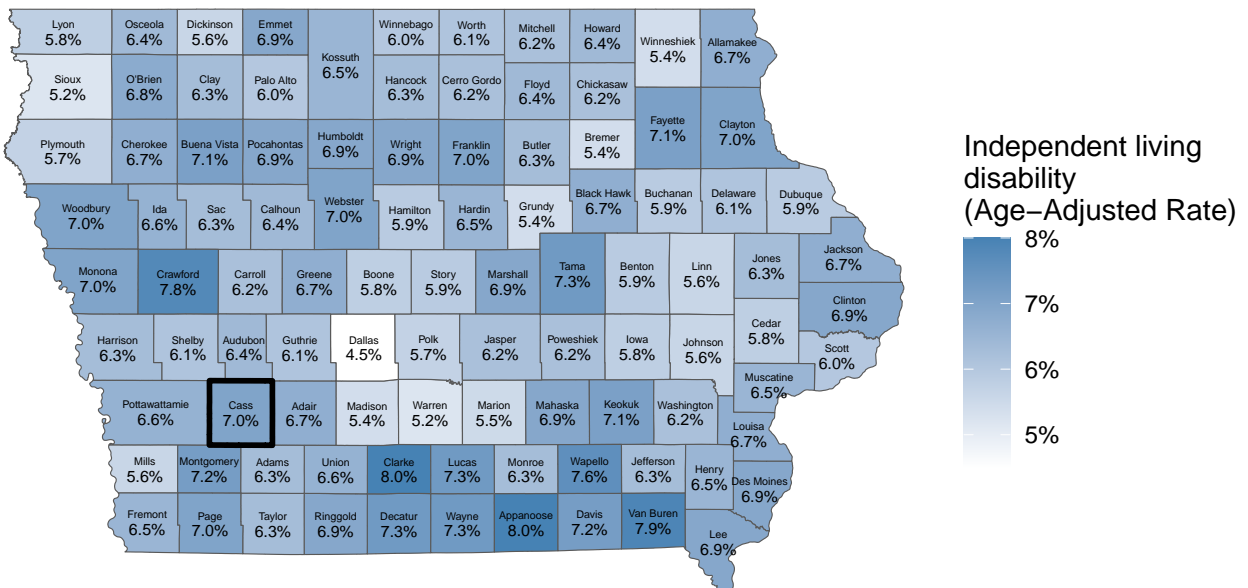 Lyon
5.8%
Osceola
6.4%
Dickinson
5.6%
Emmet
6.9%
Kossuth
6.5%
Winnebago
6.0%
Worth
6.1%
Mitchell
6.2%
Howard
6.4%
Winneshiek
5.4%
Allamakee
6.7%
Sioux
5.2%
O'Brien
6.8%
Clay
6.3%
Palo Alto
6.0%
Hancock
6.3%
Cerro Gordo
6.2%
Floyd
6.4%
Chickasaw
6.2%
Fayette
7.1%
Clayton
7.0%
Plymouth
5.7%
Cherokee
6.7%
Buena Vista
7.1%
Pocahontas
6.9%
Humboldt
6.9%
Wright
6.9%
Franklin
7.0%
Butler
6.3%
Bremer
5.4%
Woodbury
7.0%
Ida
6.6%
Sac
6.3%
Calhoun
6.4%
Webster
7.0%
Hamilton
5.9%
Hardin
6.5%
Grundy
5.4%
Black Hawk
6.7%
Buchanan
5.9%
Delaware
6.1%
Dubuque
5.9%
Monona
7.0%
Crawford
7.8%
Carroll
6.2%
Greene
6.7%
Boone
5.8%
Story
5.9%
Marshall
6.9%
Tama
7.3%
Benton
5.9%
Linn
5.6%
Jones
6.3%
Jackson
6.7%
Clinton
6.9%
Harrison
6.3%
Shelby
6.1%
Audubon
6.4%
Guthrie
6.1%
Dallas
4.5%
Polk
5.7%
Jasper
6.2%
Poweshiek
6.2%
Iowa
5.8%
Johnson
5.6%
Cedar
5.8%
Scott
6.0%
Muscatine
6.5%
Pottawattamie
6.6%
Cass
7.0%
Adair
6.7%
Madison
5.4%
Warren
5.2%
Marion
5.5%
Mahaska
6.9%
Keokuk
7.1%
Washington
6.2%
Louisa
6.7%
Mills
5.6%
Montgomery
7.2%
Adams
6.3%
Union
6.6%
Clarke
8.0%
Lucas
7.3%
Monroe
6.3%
Wapello
7.6%
Jefferson
6.3%
Henry
6.5%
Des Moines
6.9%
Fremont
6.5%
Page
7.0%
Taylor
6.3%
Ringgold
6.9%
Decatur
7.3%
Wayne
7.3%
Appanoose
8.0%
Davis
7.2%
Van Buren
7.9%
Lee
6.9%
Independent living
disability
(Age−Adjusted Rate)
8%
7%
6%
5%